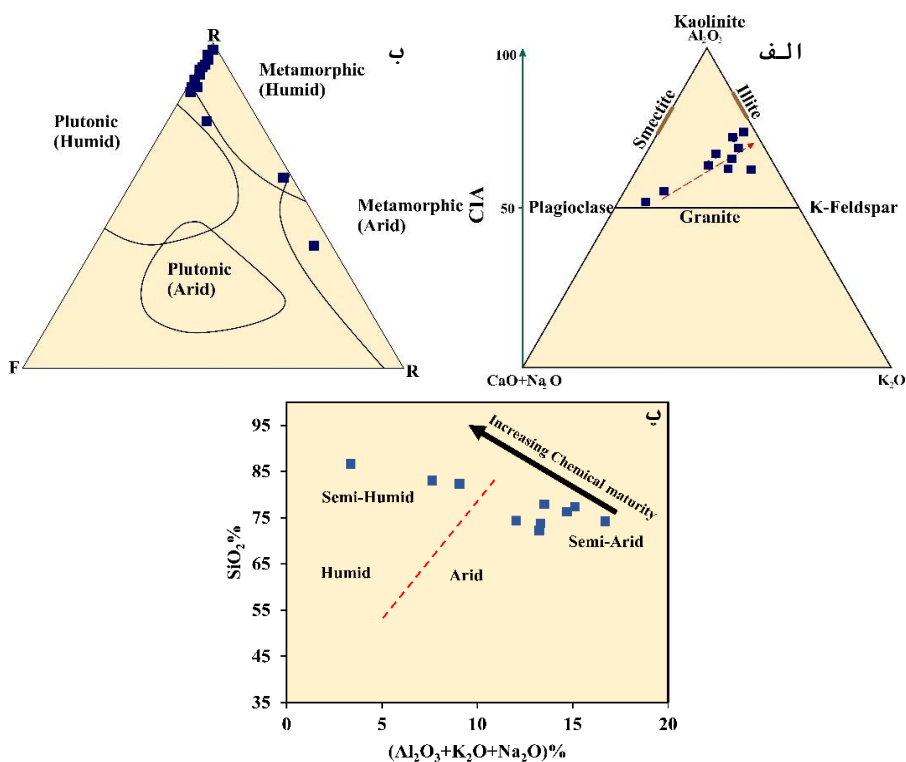 ب
R
Metamorphic
(Humid)
Plutonic
(Humid)
Metamorphic
(Arid)
Plutonic
(Arid)
F
R
الف
Kaolinite
Al₂O₃
100
Smectite
Illite
CIA
50
Plagioclase
Granite
K-Feldspar
CaO+Na₂O
K₂O
پ
95
85
75
65
55
45
35
SiO₂%
Increasing Chemical maturity
Semi-Humid
Semi-Arid
Humid
Arid
0
5
10
15
20
(Al₂O₃+K₂O+Na₂O)%